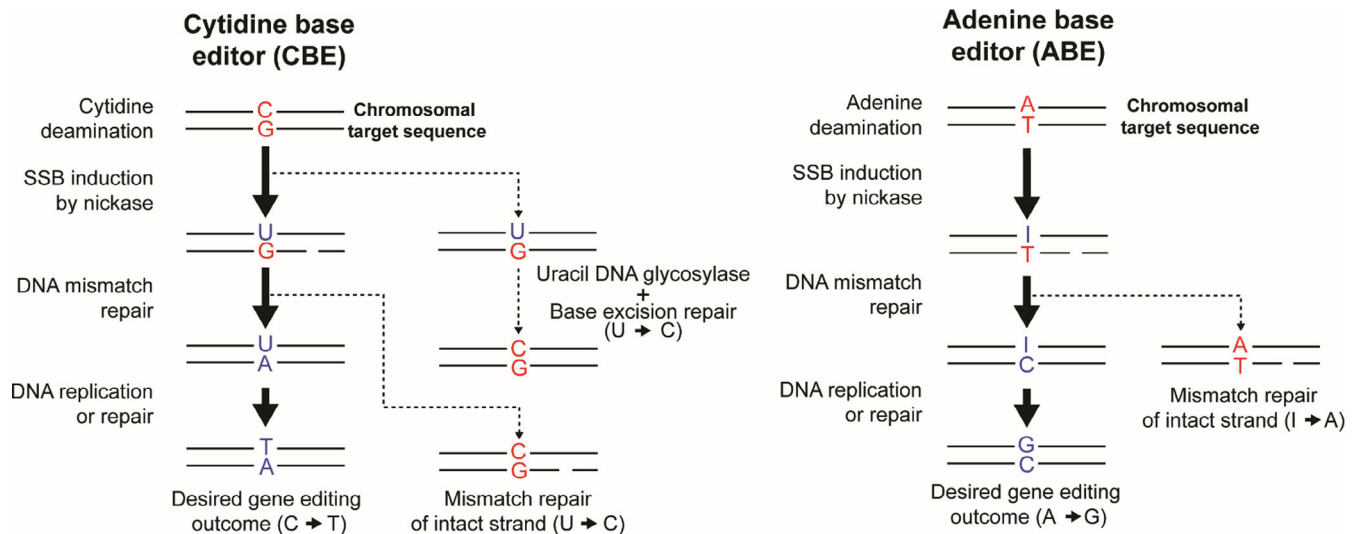 Cytidine base
editor (CBE)
Cytidine
deamination
C
G
Chromosomal
target sequence
SSB induction
by nickase
U
G
U
G
DNA mismatch
repair
Uracil DNA glycosylase
+
Base excision repair
(U → C)
U
A
C
G
DNA replication
or repair
T
A
C
G
Desired gene editing
outcome (C → T)
Mismatch repair
of intact strand (U → C)
Adenine base
editor (ABE)
Adenine
deamination
A
T
Chromosomal
target sequence
SSB induction
by nickase
I
T
DNA mismatch
repair
I
C
A
T
Mismatch repair
of intact strand (I → A)
DNA replication
or repair
G
C
Desired gene editing
outcome (A → G)